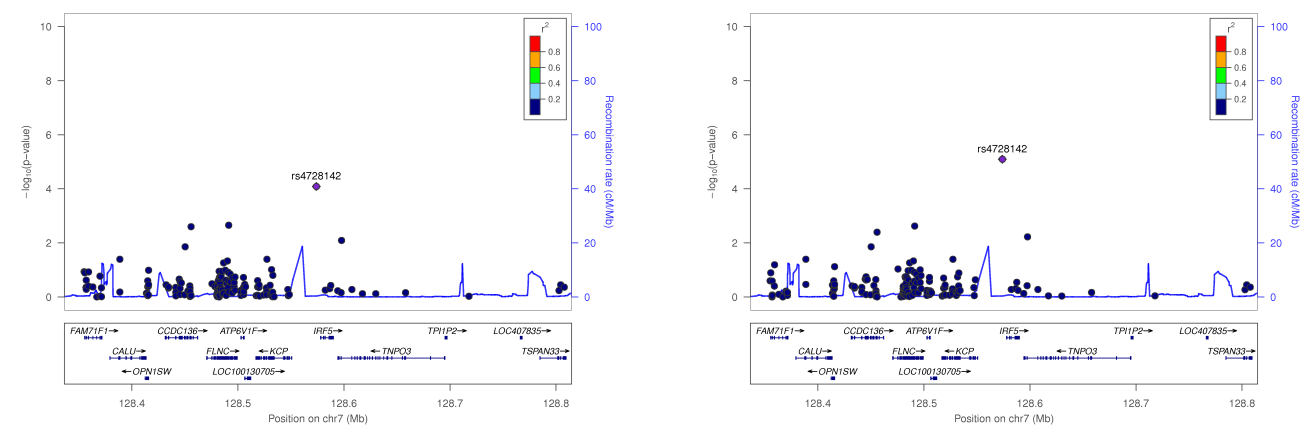 10
8
6
4
2
0
−log10(p−value)
100
80
60
40
20
0
Recombination rate (cM/Mb)
r2
0.8
0.6
0.4
0.2
rs4728142
FAM71F1
CCDC136
ATP6V1F
IRF5
TPI1P2
LOC407835
CALU
FLNC
KCP
TNPO3
TSPAN33
OPN1SW
LOC100130705
128.4
128.5
128.6
128.7
128.8
Position on chr7 (Mb)
10
8
6
4
2
0
−log10(p−value)
100
80
60
40
20
0
Recombination rate (cM/Mb)
r2
0.8
0.6
0.4
0.2
rs4728142
FAM71F1
CCDC136
ATP6V1F
IRF5
TPI1P2
LOC407835
CALU
FLNC
KCP
TNPO3
TSPAN33
OPN1SW
LOC100130705
128.4
128.5
128.6
128.7
128.8
Position on chr7 (Mb)